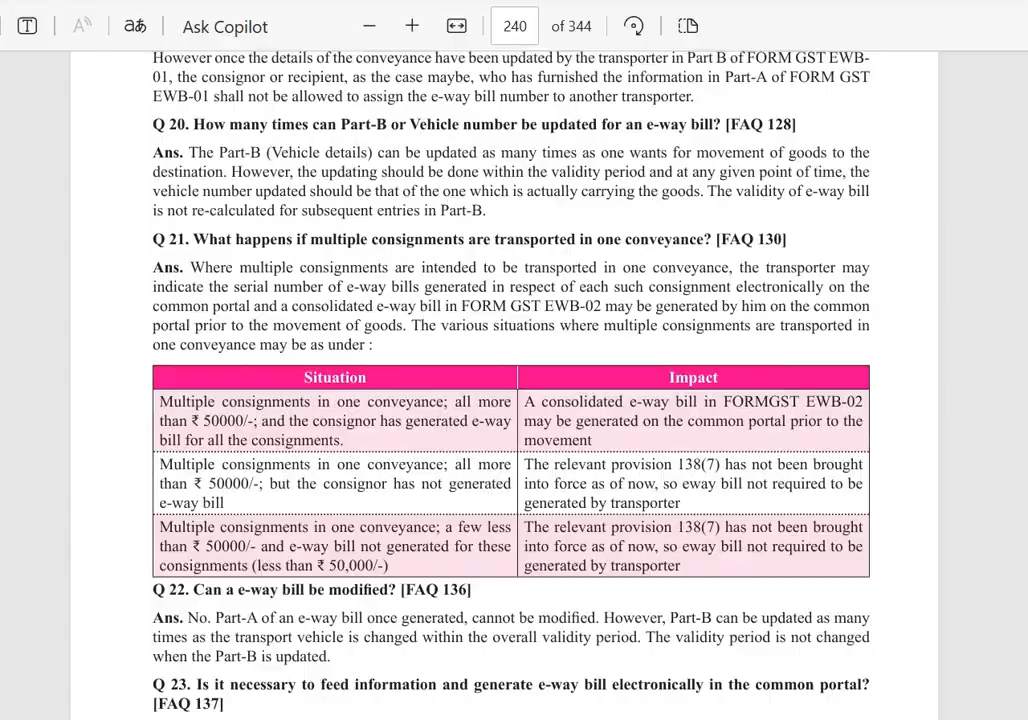 Ask Copilot
240 of 344
However once the details of the conveyance have been updated by the transporter in Part B of FORM GST EWB-
01, the consignor or recipient, as the case maybe, who has furnished the information in Part-A of FORM GST
EWB-01 shall not be allowed to assign the e-way bill number to another transporter.
Q 20. How many times can Part-B or Vehicle number be updated for an e-way bill? [FAQ 128]
Ans. The Part-B (Vehicle details) can be updated as many times as one wants for movement of goods to the
destination. However, the updating should be done within the validity period and at any given point of time, the
vehicle number updated should be that of the one which is actually carrying the goods. The validity of e-way bill
is not re-calculated for subsequent entries in Part-B.
Q 21. What happens if multiple consignments are transported in one conveyance? [FAQ 130]
Ans. Where multiple consignments are intended to be transported in one conveyance, the transporter may
indicate the serial number of e-way bills generated in respect of each such consignment electronically on the
common portal and a consolidated e-way bill in FORM GST EWB-02 may be generated by him on the common
portal prior to the movement of goods. The various situations where multiple consignments are transported in
one conveyance may be as under :
Situation
Impact
Multiple consignments in one conveyance; all more
than ₹ 50000/-; and the consignor has generated e-way
bill for all the consignments.
A consolidated e-way bill in FORMGST EWB-02
may be generated on the common portal prior to the
movement
Multiple consignments in one conveyance; all more
than ₹ 50000/-; but the consignor has not generated
e-way bill
The relevant provision 138(7) has not been brought
into force as of now, so eway bill not required to be
generated by transporter
Multiple consignments in one conveyance; a few less
than ₹ 50000/- and e-way bill not generated for these
consignments (less than ₹ 50,000/-)
The relevant provision 138(7) has not been brought
into force as of now, so eway bill not required to be
generated by transporter
Q 22. Can a e-way bill be modified? [FAQ 136]
Ans. No. Part-A of an e-way bill once generated, cannot be modified. However, Part-B can be updated as many
times as the transport vehicle is changed within the overall validity period. The validity period is not changed
when the Part-B is updated.
Q 23. Is it necessary to feed information and generate e-way bill electronically in the common portal?
[FAQ 137]